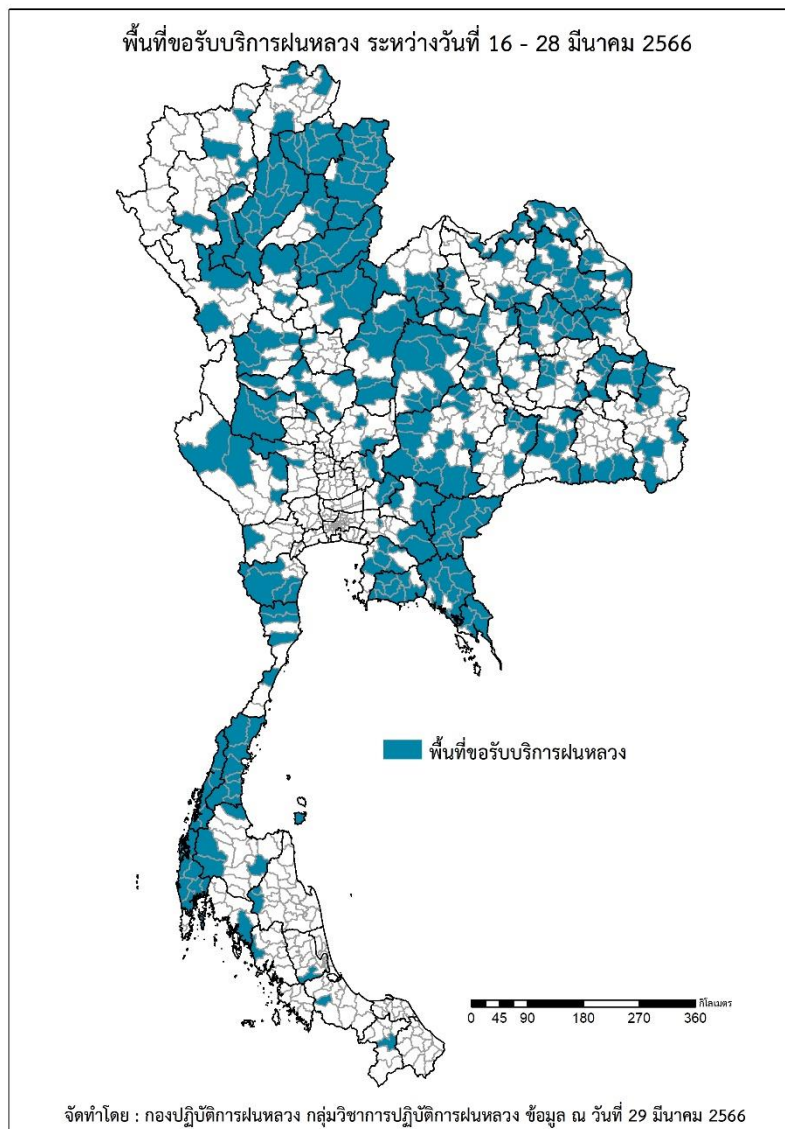 พื้นที่ขอรับบริการฝนหลวง ระหว่างวันที่ 16 - 28 มีนาคม 2566
พื้นที่ขอรับบริการฝนหลวง
กิโลเมตร
0 45 90 180 270 360
จัดทำโดย : กองปฏิบัติการฝนหลวง กลุ่มวิชาการปฏิบัติการฝนหลวง ข้อมูล ณ วันที่ 29 มีนาคม 2566